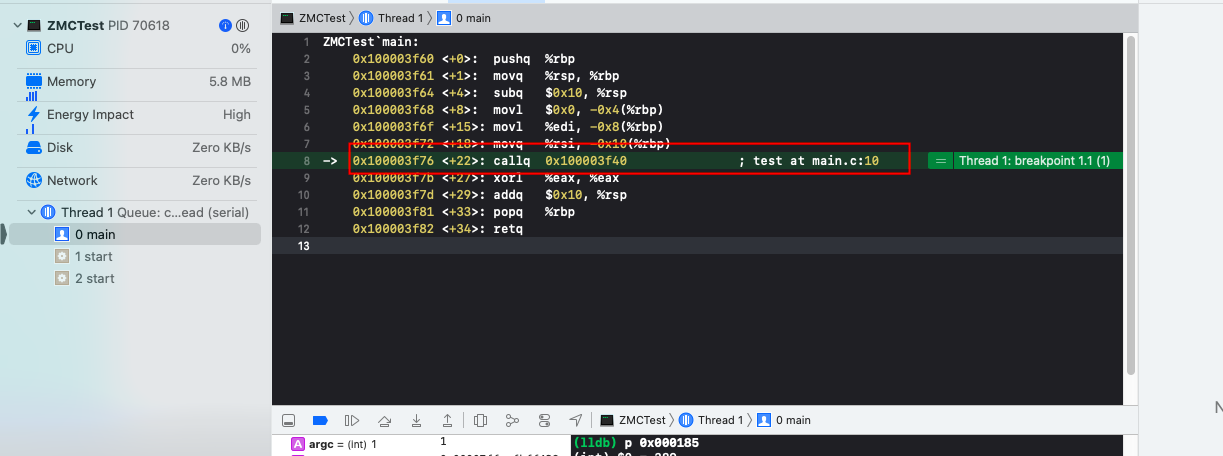 ZMCTest PID 70618
CPU 0%
Memory 5.8 MB
Energy Impact High
Disk Zero KB/s
Network Zero KB/s
Thread 1 Queue: c...ead (serial)
0 main
1 start
2 start
ZMCTest Thread 1 0 main
1 ZMCTest`main:
2 0x100003f60 <+0>: pushq %rbp
3 0x100003f61 <+1>: movq %rsp, %rbp
4 0x100003f64 <+4>: subq $0x10, %rsp
5 0x100003f68 <+8>: movl $0x0, -0x4(%rbp)
6 0x100003f6f <+15>: movl %edi, -0x8(%rbp)
7 0x100003f72 <+18>: movq %rsi, -0x10(%rbp)
8 -> 0x100003f76 <+22>: callq 0x100003f40 ; test at main.c:10 = Thread 1: breakpoint 1.1 (1)
9 0x100003f7b <+27>: xorl %eax, %eax
10 0x100003f7d <+29>: addq $0x10, %rsp
11 0x100003f81 <+33>: popq %rbp
12 0x100003f82 <+34>: retq
13
ZMCTest Thread 1 0 main
A argc = (int) 1
1
(lldb) p 0x000185
N